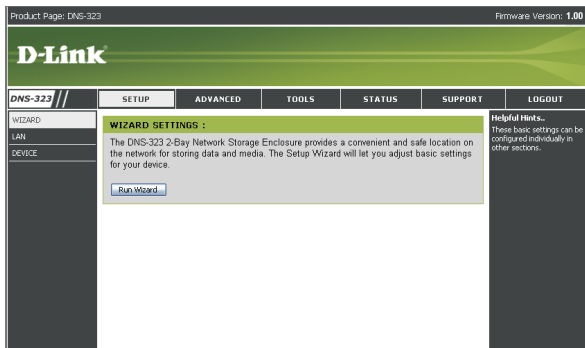 Product Page: DNS-323
Firmware Version: 1.00
D-Link
DNS-323
SETUP
ADVANCED
TOOLS
STATUS
SUPPORT
LOGOUT
WIZARD
LAN
DEVICE
WIZARD SETTINGS :
The DNS-323 2-Bay Network Storage Enclosure provides a convenient and safe location on
the network for storing data and media. The Setup Wizard will let you adjust basic settings
for your device.
Run Wizard
Helpful Hints..
These basic settings can be
configured individually in
other sections.